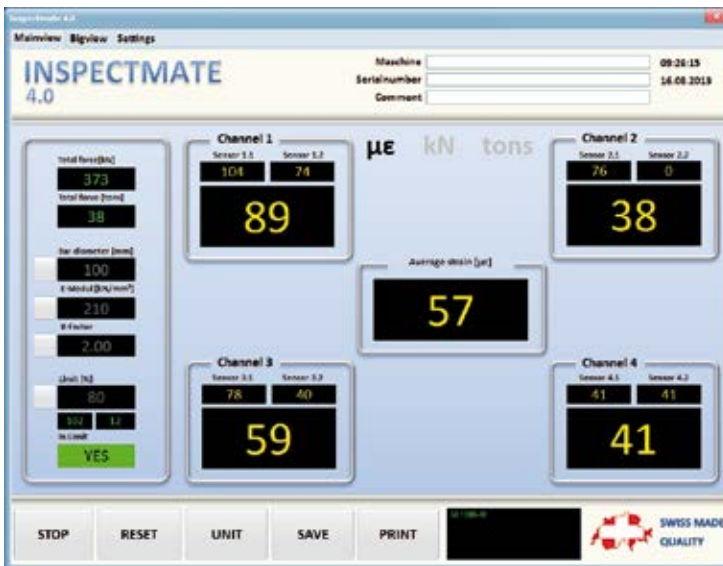 Inspectmate 4.0
Mainview Bigview Settings
INSPECTMATE
4.0
Maschine
Serialnumber
Comment
09:26:15
16.08.2013
Total force[kN]
373
Total force [tons]
38
Bar diameter [mm]
100
E-Modul[kN/mm²]
210
2.00
Limit [%]
80
102 12
In Limit
YES
Channel 1
Sensor 1.1 Sensor 1.2
104 74
89
µε kN tons
Channel 2
Sensor 2.1 Sensor 2.2
76 0
38
Average strain [µε]
57
Channel 3
Sensor 3.1 Sensor 3.2
78 40
59
Channel 4
Sensor 4.1 Sensor 4.2
41 41
41
STOP RESET UNIT SAVE PRINT
SWISS MADE
QUALITY